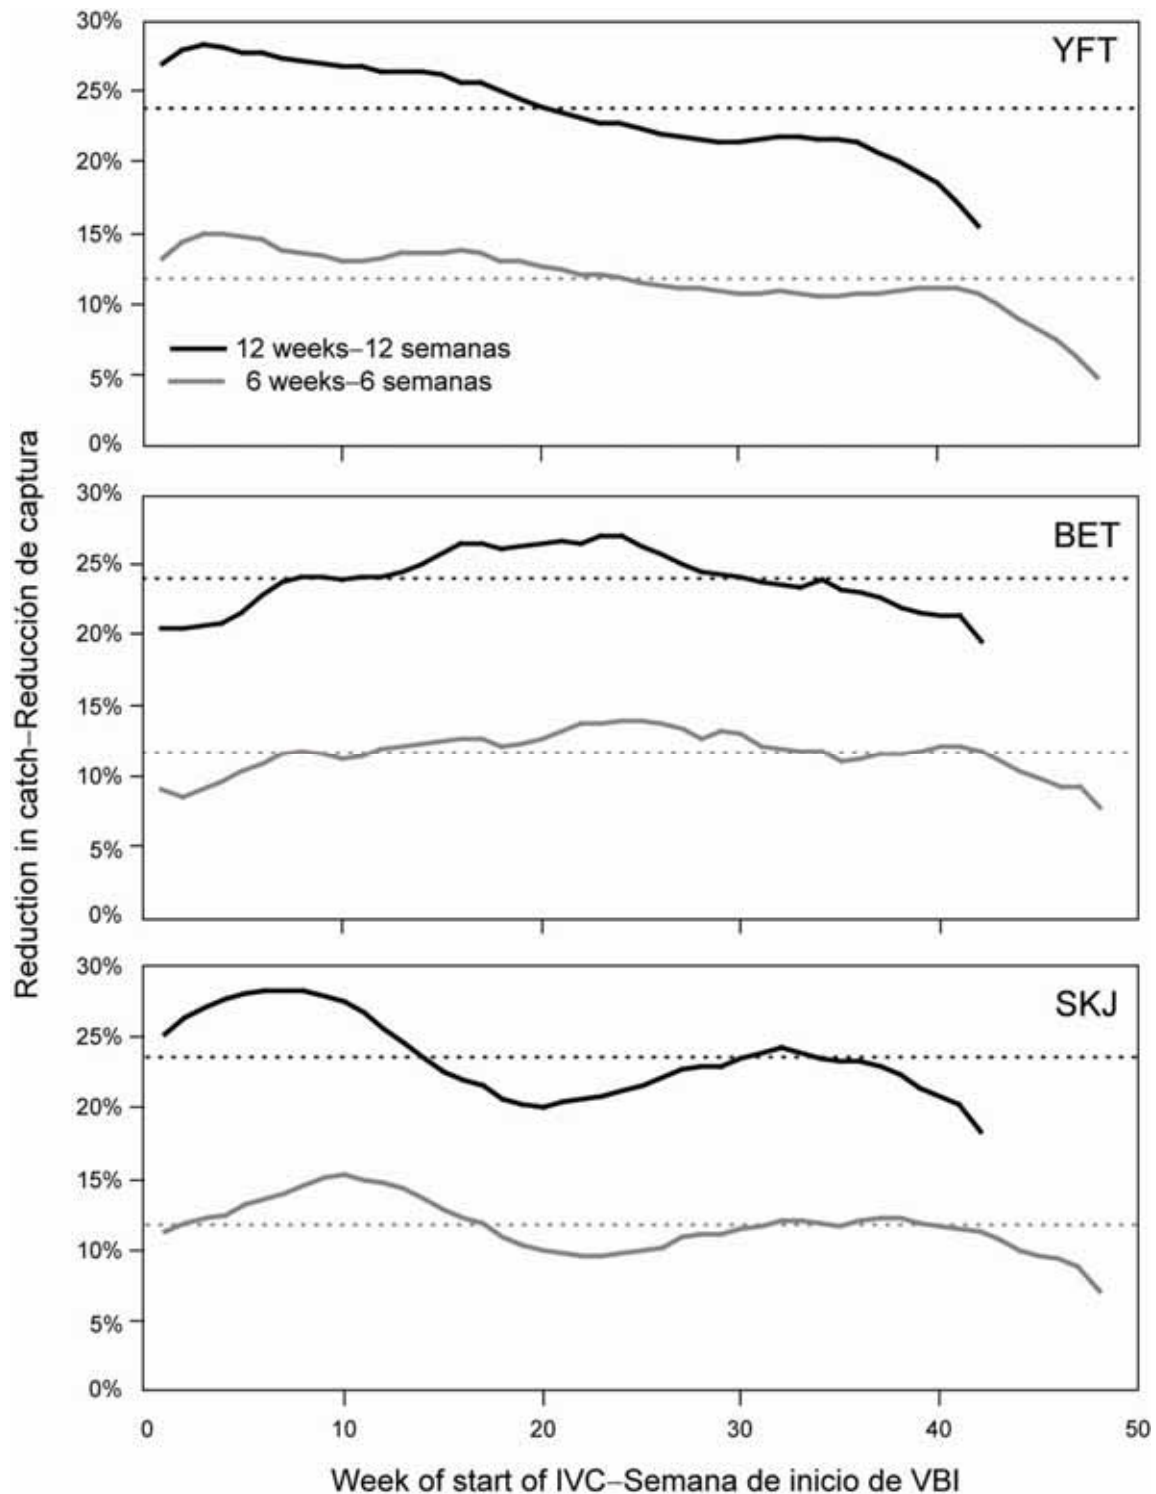 30%
YFT
25%
20%
15%
10%
12 weeks–12 semanas
6 weeks–6 semanas
5%
0%
Reduction in catch–Reducción de captura
30%
BET
25%
20%
15%
10%
5%
0%
30%
SKJ
25%
20%
15%
10%
5%
0%
0 10 20 30 40 50
Week of start of IVC–Semana de inicio de VBI